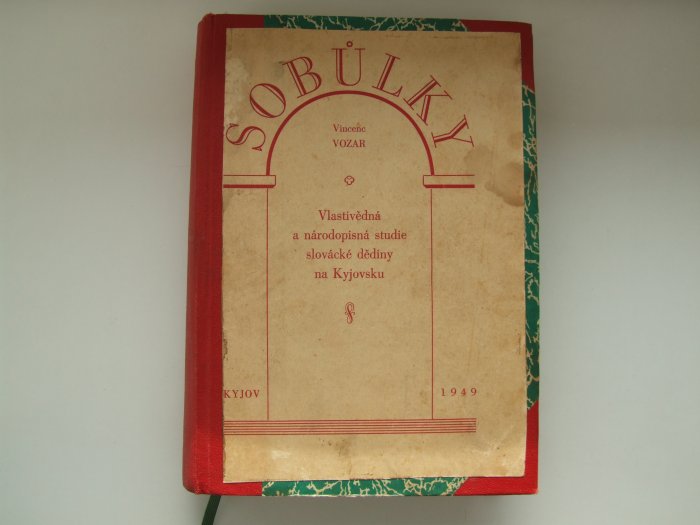 SOBŮLKY
Vincenc
VOZAR
Vlastivědná
a národopisná studie
slovácké dědiny
na Kyjovsku
KYJOV 1949